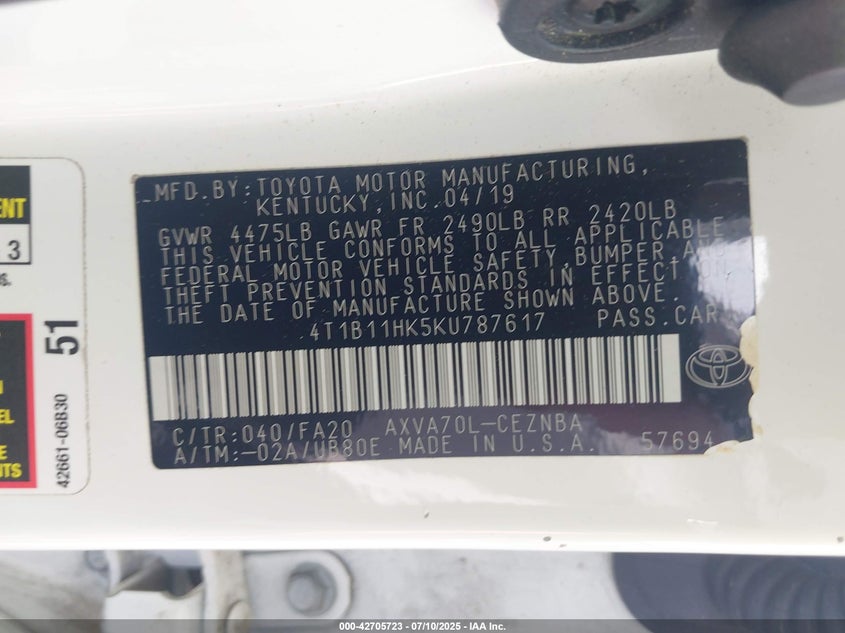 MFD.BY:TOYOTA MOTOR MANUFACTURING,
KENTUCKY,INC.04/19
GVWR 4475LB GAWR FR 2490LB RR 2420LB
THIS VEHICLE CONFORMS TO ALL APPLICABLE
FEDERAL MOTOR VEHICLE SAFETY,BUMPER,AND
THEFT PREVENTION STANDARDS IN EFFECT ON
THE DATE OF MANUFACTURE SHOWN ABOVE.
4T1B11HK5KU787617 PASS.CAR
C/TR:040/FA20 AXVA70L-CEZNBA
A/TM:-02A/UB80E MADE IN U.S.A. 57694
3
51
42661-06B30
000-42705723 - 07/10/2025 - IAA Inc.